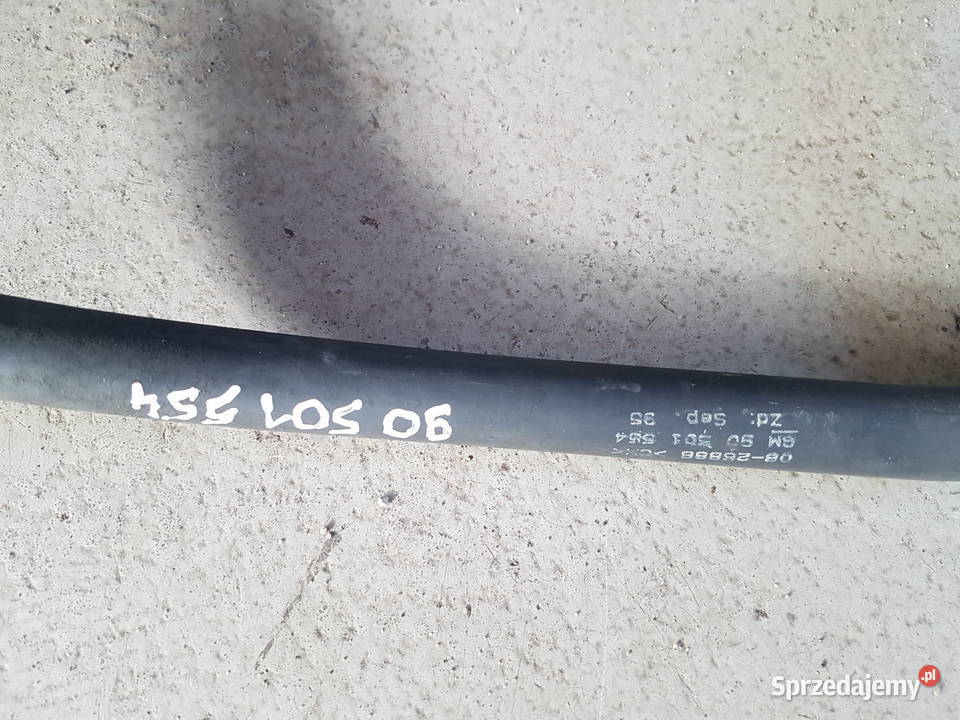 90 501 554
GM 90 501 554
Zd: Sep. 95
Sprzedajemy.pl